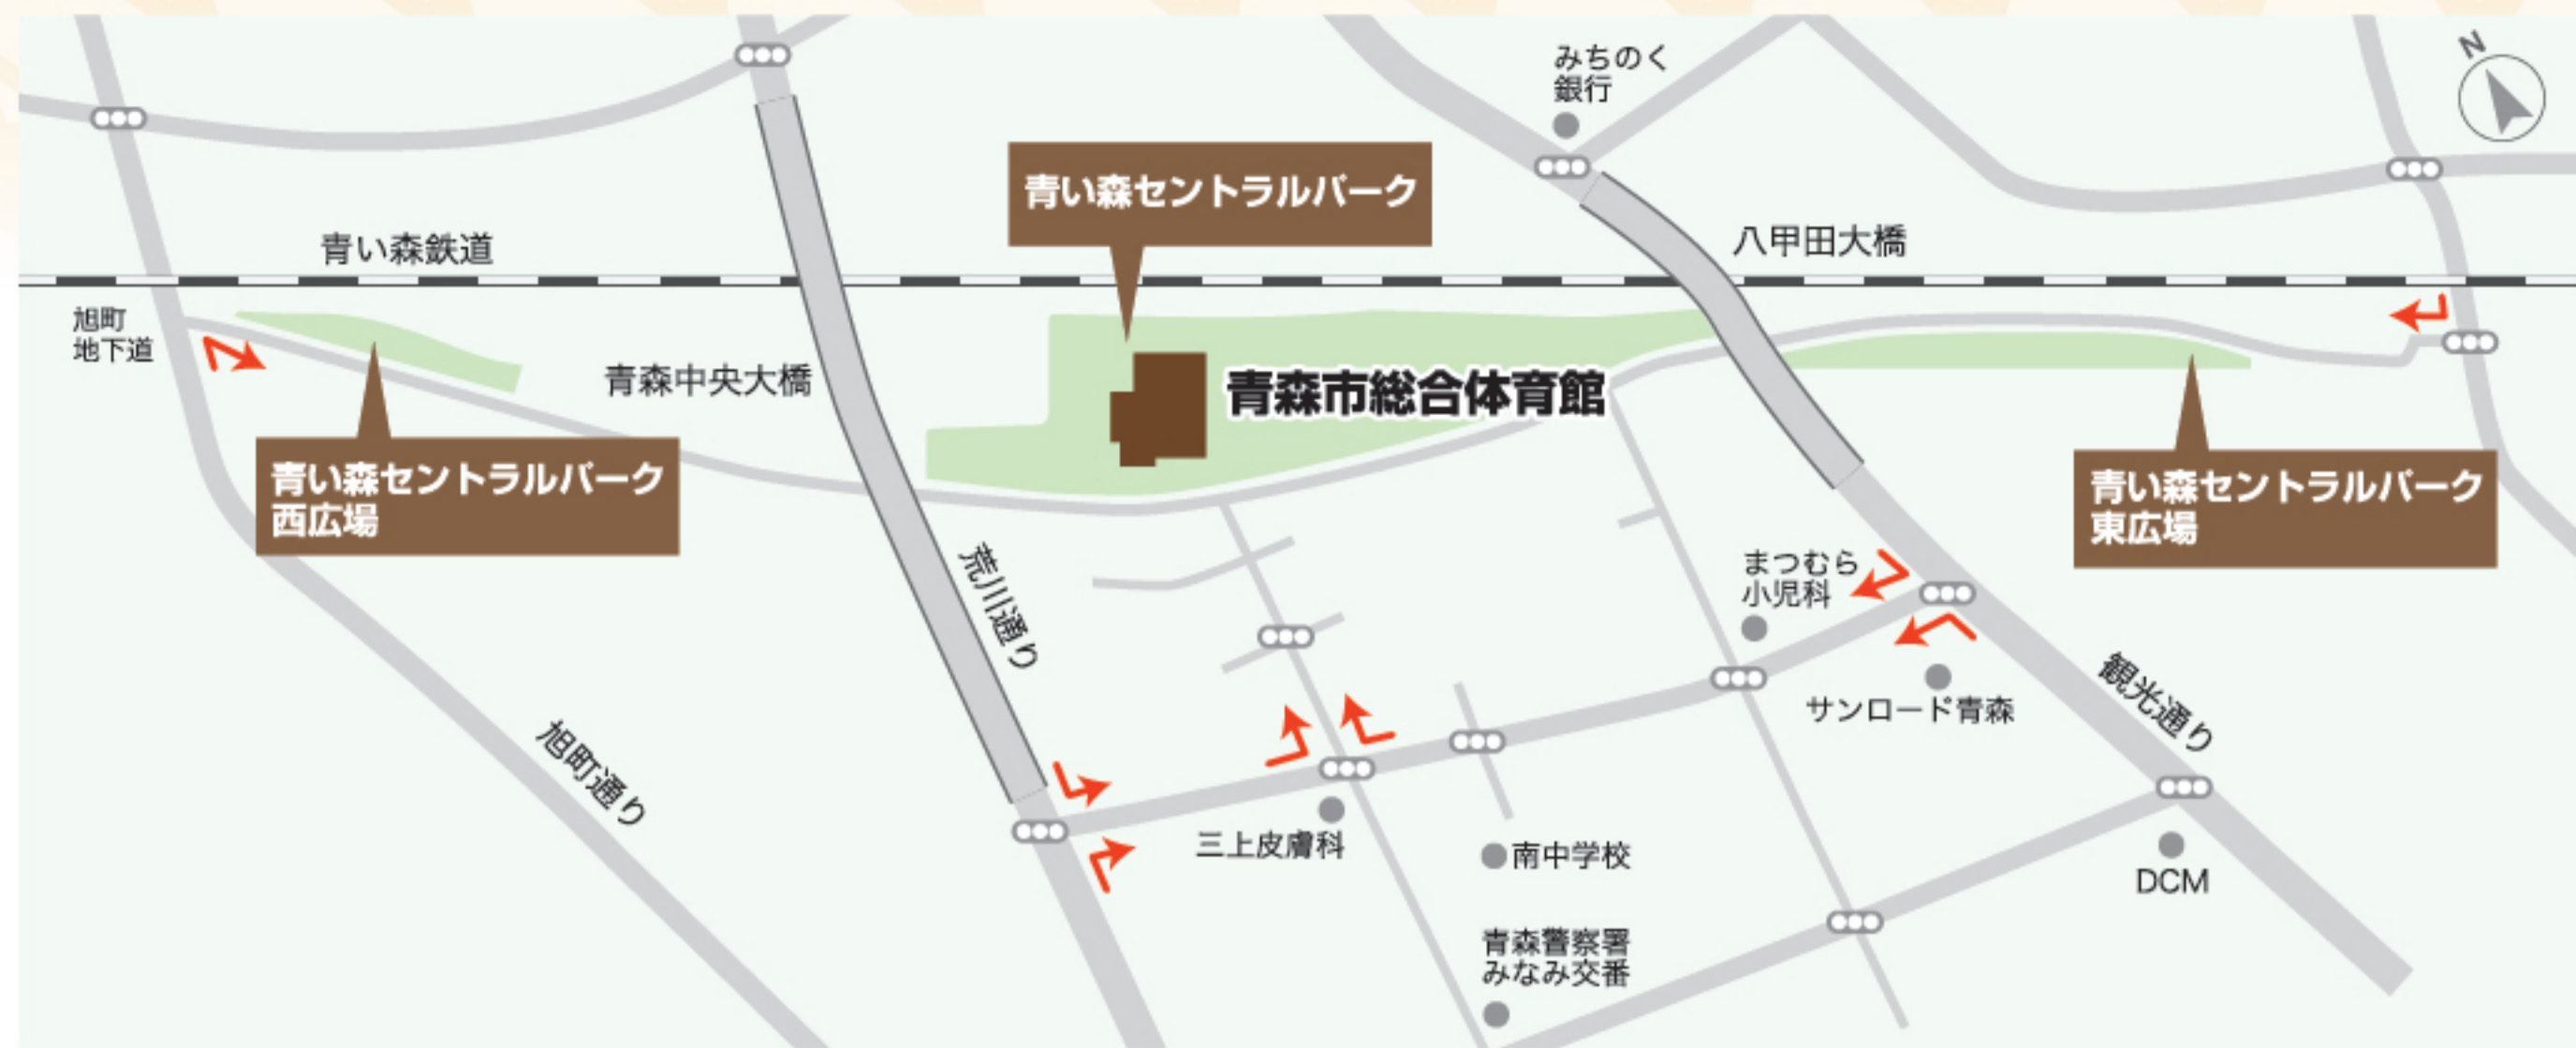 みちのく
銀行
N
青い森セントラルパーク
青い森鉄道
八甲田大橋
旭町
地下道
青森中央大橋
青森市総合体育館
青い森セントラルパーク
西広場
青い森セントラルパーク
東広場
荒川通り
まつむら
小児科
サンロード青森
観光通り
旭町通り
三上皮膚科
南中学校
DCM
青森警察署
みなみ交番